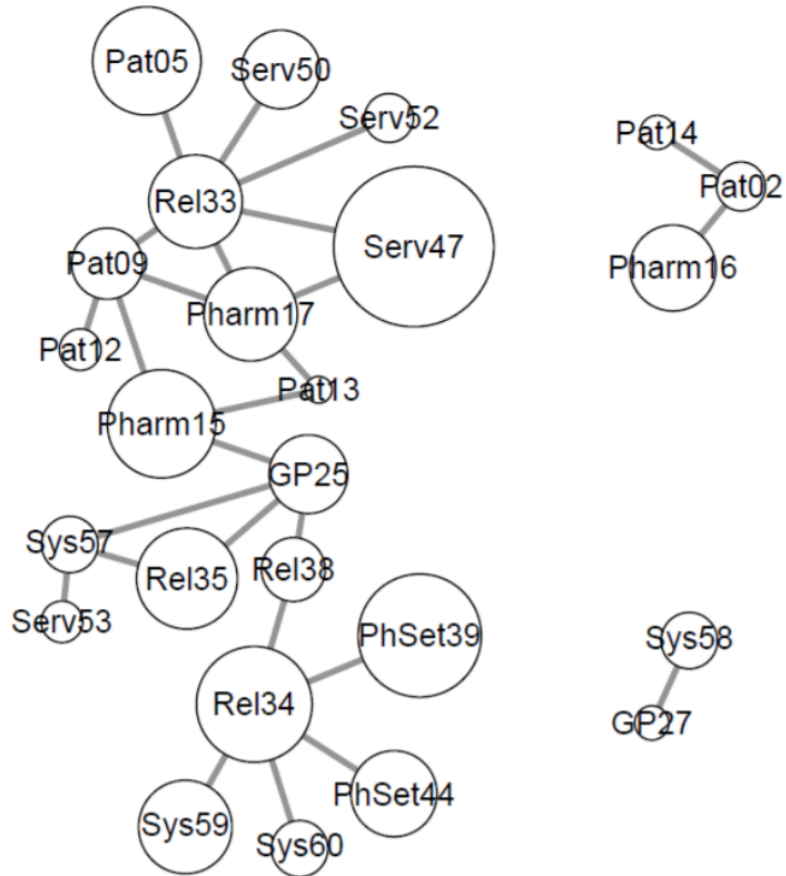 Pat05
Serv50
Serv52
Pat14
Pat02
Rel33
Serv47
Pat09
Pharm16
Pharm17
Pat12
Pat13
Pharm15
GP25
Sys57
Rel35
Rel38
Serv53
PhSet39
Sys58
Rel34
GP27
PhSet44
Sys59
Sys60